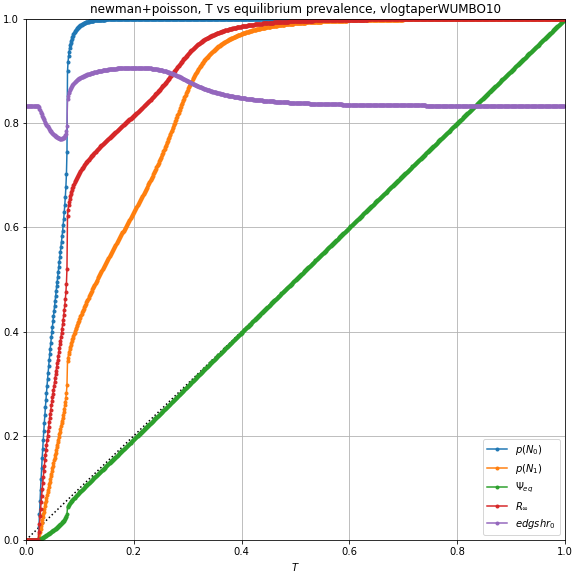 newman+poisson, T vs equilibrium prevalence, vlogtaperWUMBO10
1.0
0.8
0.6
0.4
0.2
0.0
0.0 0.2 0.4 0.6 0.8 1.0
T
p(N₀)
p(N₁)
Ψₑq
R∞
edgshr₀